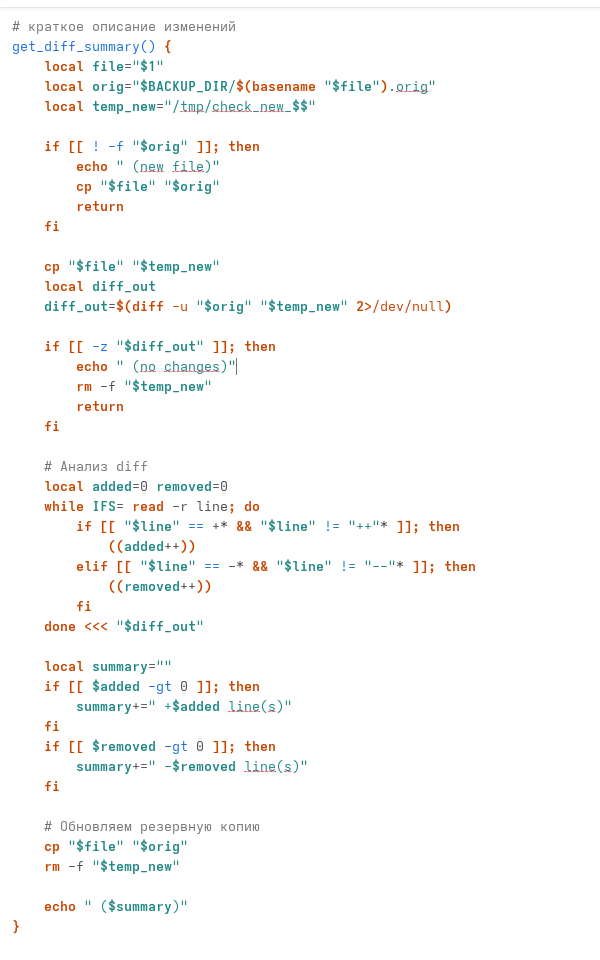 # краткое описание изменений
get_diff_summary() {
    local file="$1"
    local orig="$BACKUP_DIR/$(basename "$file").orig"
    local temp_new="/tmp/check_new_$$"

    if [[ ! -f "$orig" ]]; then
        echo " (new file)"
        cp "$file" "$orig"
        return
    fi

    cp "$file" "$temp_new"
    local diff_out
    diff_out=$(diff -u "$orig" "$temp_new" 2>/dev/null)

    if [[ -z "$diff_out" ]]; then
        echo " (no changes)"
        rm -f "$temp_new"
        return
    fi

    # Анализ diff
    local added=0 removed=0
    while IFS= read -r line; do
        if [[ "$line" == +* && "$line" != "++"* ]]; then
            ((added++))
        elif [[ "$line" == -* && "$line" != "--"* ]]; then
            ((removed++))
        fi
    done <<< "$diff_out"

    local summary=""
    if [[ $added -gt 0 ]]; then
        summary+=" +$added line(s)"
    fi
    if [[ $removed -gt 0 ]]; then
        summary+=" -$removed line(s)"
    fi

    # Обновляем резервную копию
    cp "$file" "$orig"
    rm -f "$temp_new"

    echo " ($summary)"
}